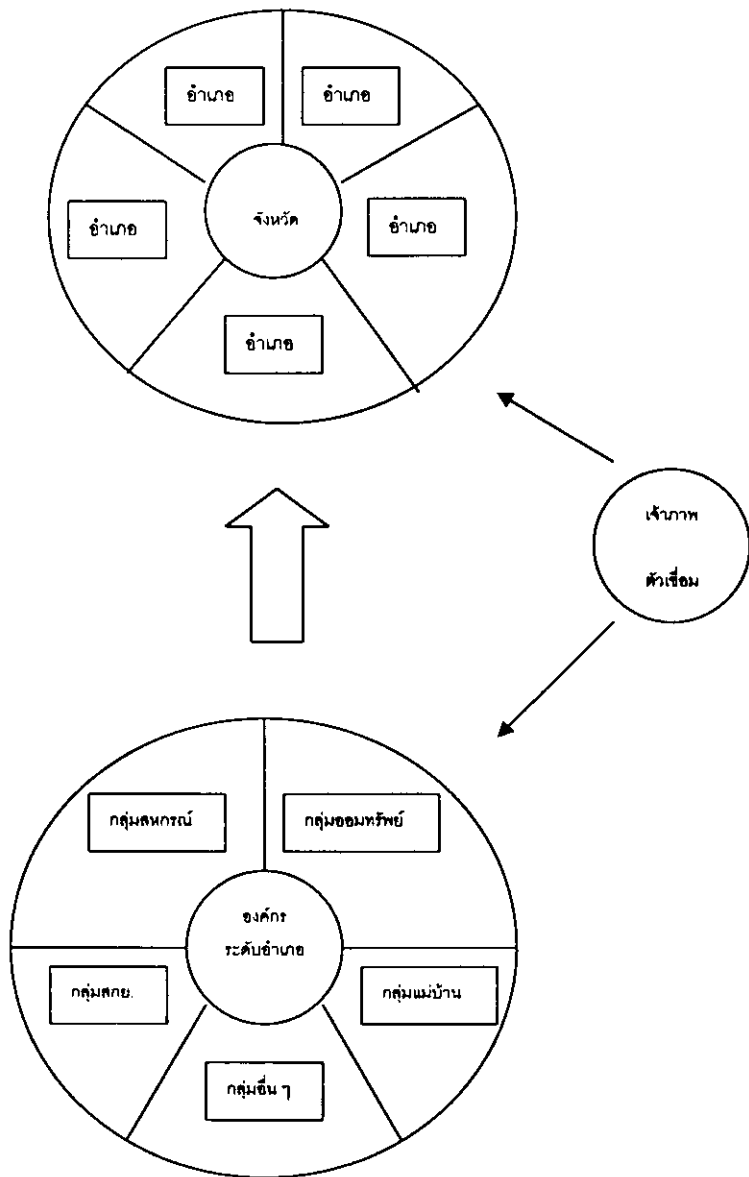 อำเภอ
อำเภอ
จังหวัด
อำเภอ
อำเภอ
อำเภอ
เจ้าภาพ
ตัวเชื่อม
กลุ่มสหกรณ์
กลุ่มออมทรัพย์
องค์กร
ระดับอำเภอ
กลุ่มสกย.
กลุ่มแม่บ้าน
กลุ่มอื่น ๆ